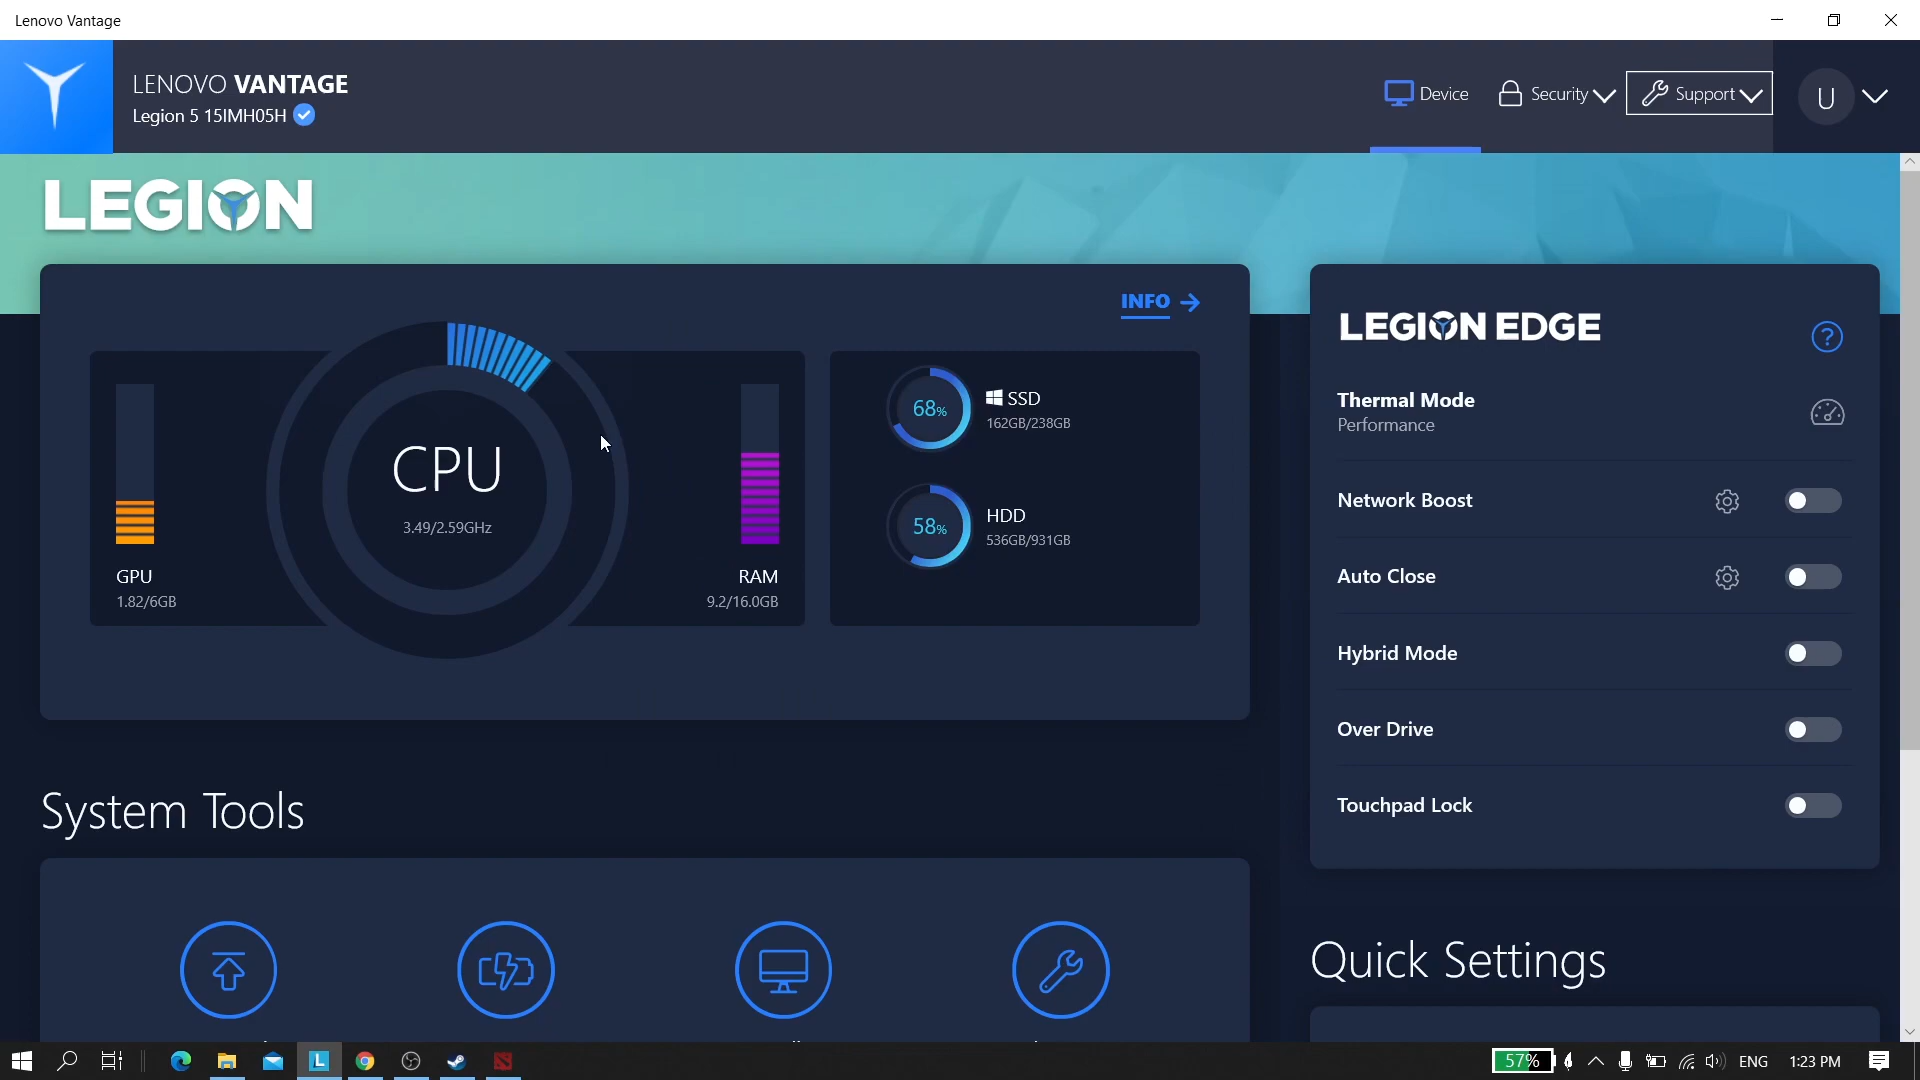 Lenovo Vantage
LENOVO VANTAGE
Legion 5 15IMH05H
Device
Security
Support
U
LEGION
INFO
CPU
3.49/2.59GHz
GPU
1.82/6GB
RAM
9.2/16.0GB
68%
SSD
162GB/238GB
58%
HDD
536GB/931GB
LEGION EDGE
?
Thermal Mode
Performance
Network Boost
Auto Close
Hybrid Mode
Over Drive
Touchpad Lock
System Tools
Quick Settings
L
57%
ENG
1:23 PM